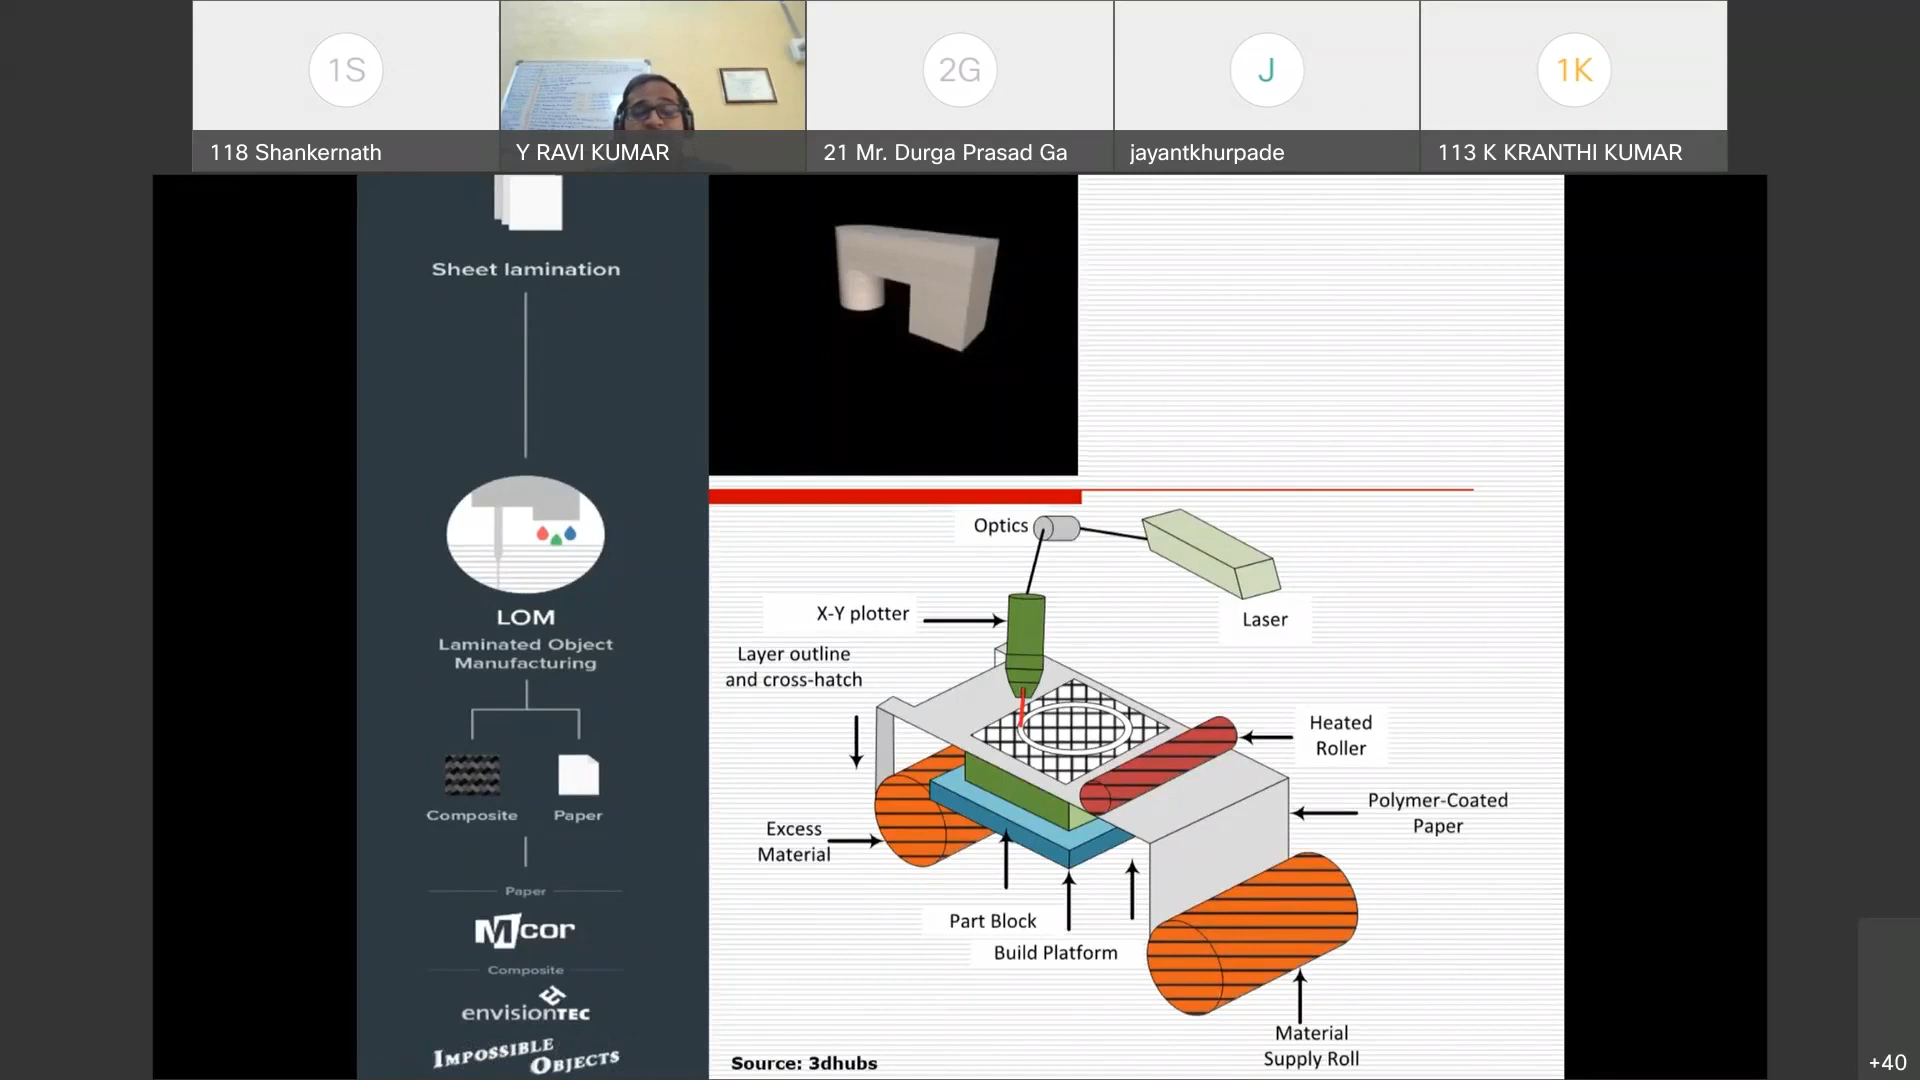 1S
2G
J
1K
118 Shankernath
Y RAVI KUMAR
21 Mr. Durga Prasad Ga
jayantkhurpade
113 K KRANTHI KUMAR
Sheet lamination
LOM
Laminated Object
Manufacturing
Composite
Paper
Paper
Mcor
Composite
envisionTEC
IMPOSSIBLE
OBJECTS
Optics
Laser
X-Y plotter
Layer outline
and cross-hatch
Heated
Roller
Polymer-Coated
Paper
Excess
Material
Part Block
Build Platform
Material
Supply Roll
Source: 3dhubs
+40